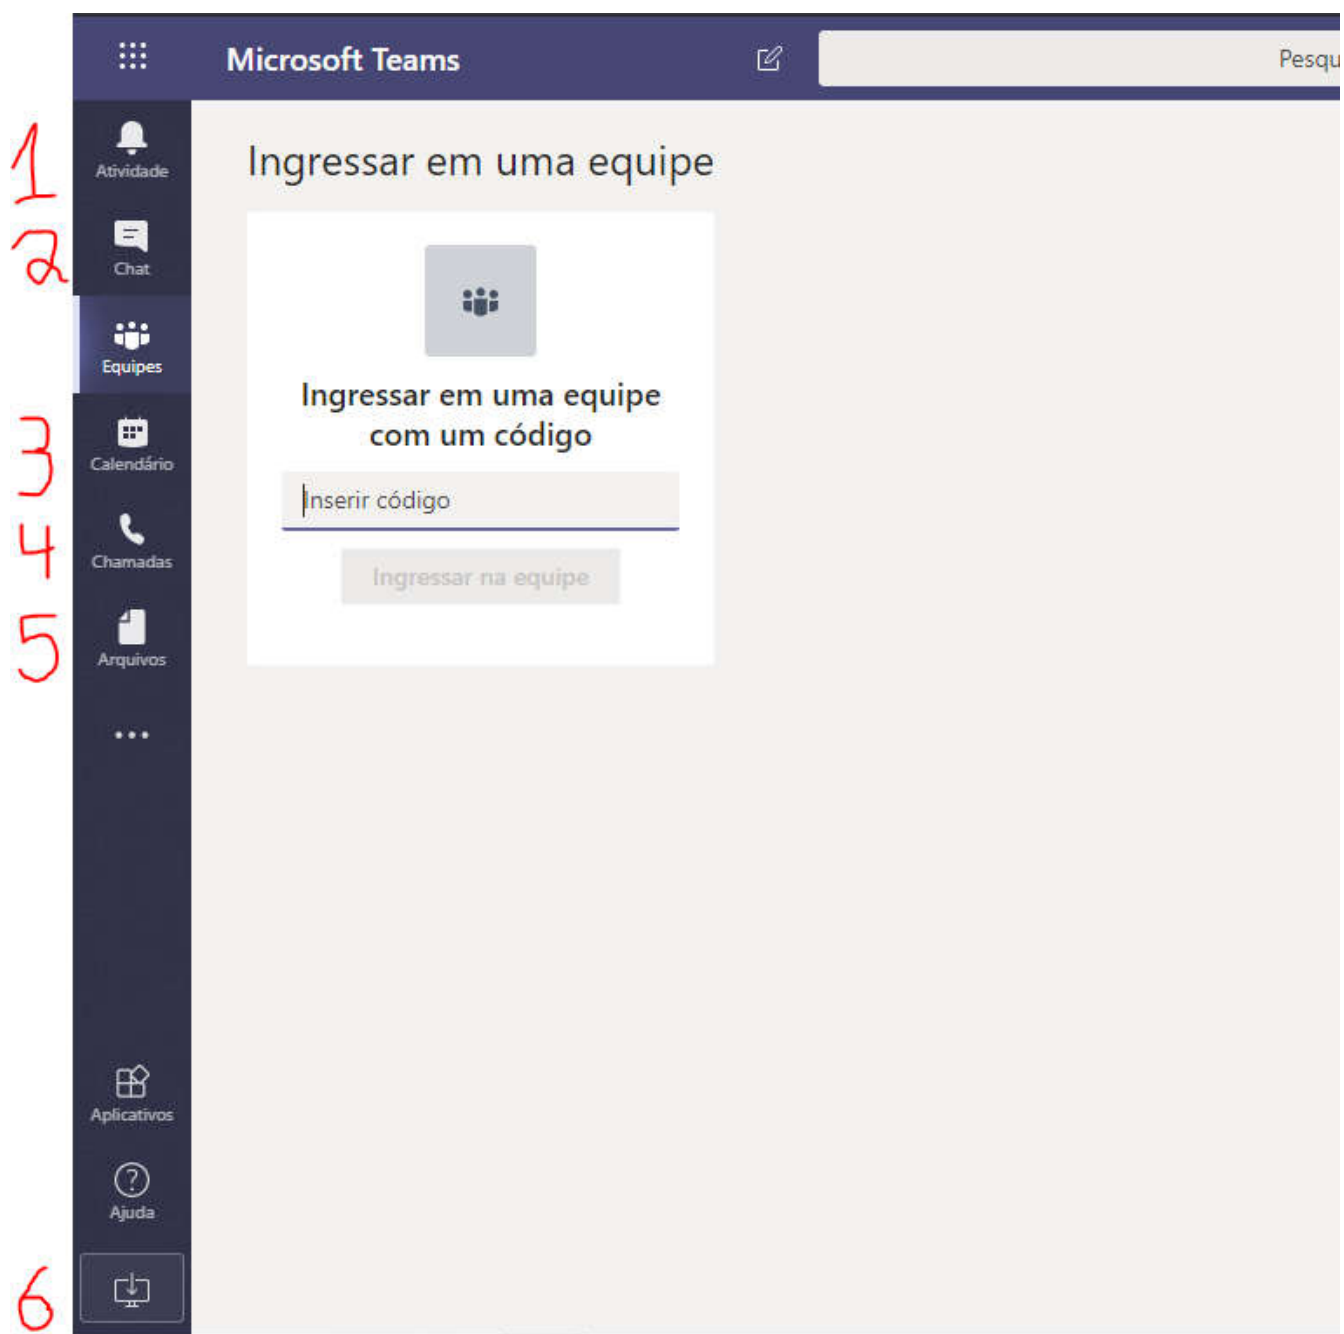 Microsoft Teams
Pesqu
1
Atividade
2
Chat
Equipes
3
Calendário
4
Chamadas
5
Arquivos
Aplicativos
Ajuda
6
Ingressar em uma equipe
Ingressar em uma equipe
com um código
Inserir código
Ingressar na equipe